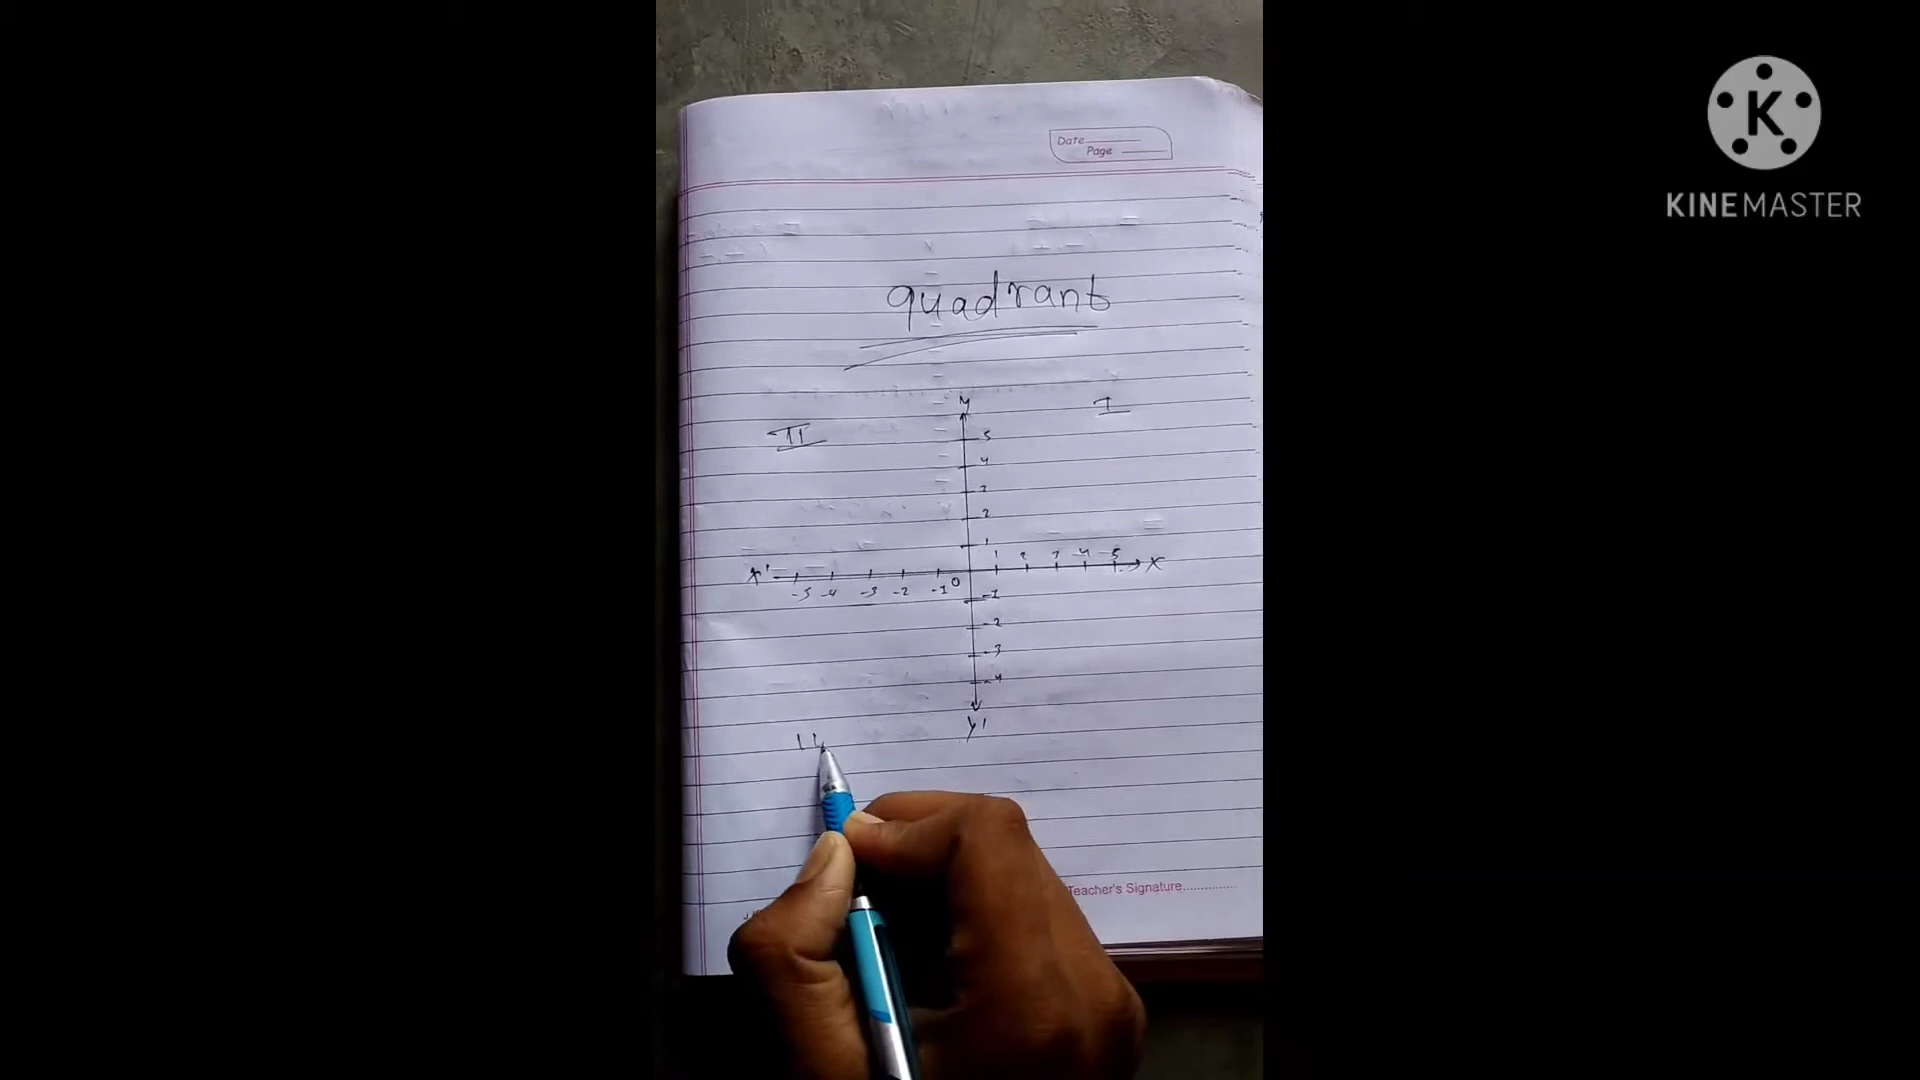 Date
Page
KINEMASTER
quadrant
y
I
II
5
4
3
2
1
1 2 3 4 5
x' x
0
-5 -4 -3 -2 -1
-1
-2
-3
-4
y'
Teacher's Signature..............